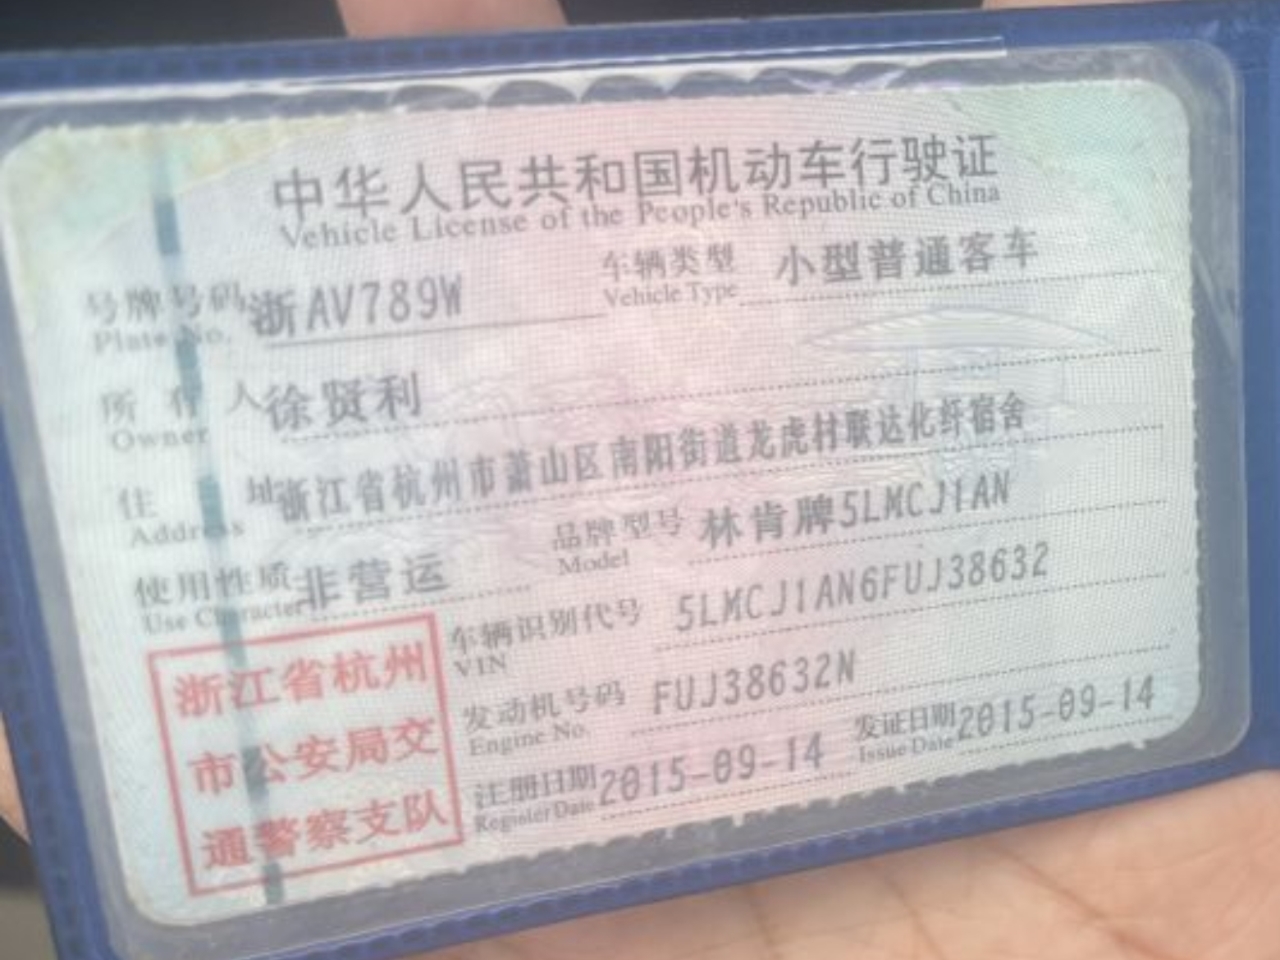 中华人民共和国机动车行驶证
Vehicle License of the People's Republic of China
号牌号码 浙AV789W 车辆类型 小型普通客车
Plate No. Vehicle Type
所有人 徐贤利
Owner
住址 浙江省杭州市萧山区南阳街道龙虎村联达化纤宿舍
Address
使用性质 非营运 品牌型号 林肯牌5LMCJ1AN
Use Character Model
车辆识别代号 5LMCJ1AN6FUJ38632
VIN
发动机号码 FUJ38632N
Engine No.
注册日期 2015-09-14 发证日期 2015-09-14
Register Date Issue Date
浙江省杭州
市公安局交
通警察支队